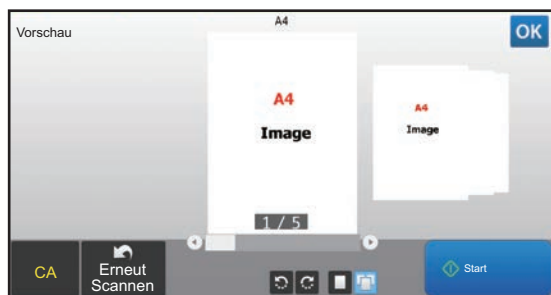 A4
Vorschau
OK
A4
Image
A4
Image
1 / 5
CA
Erneut
Scannen
Start